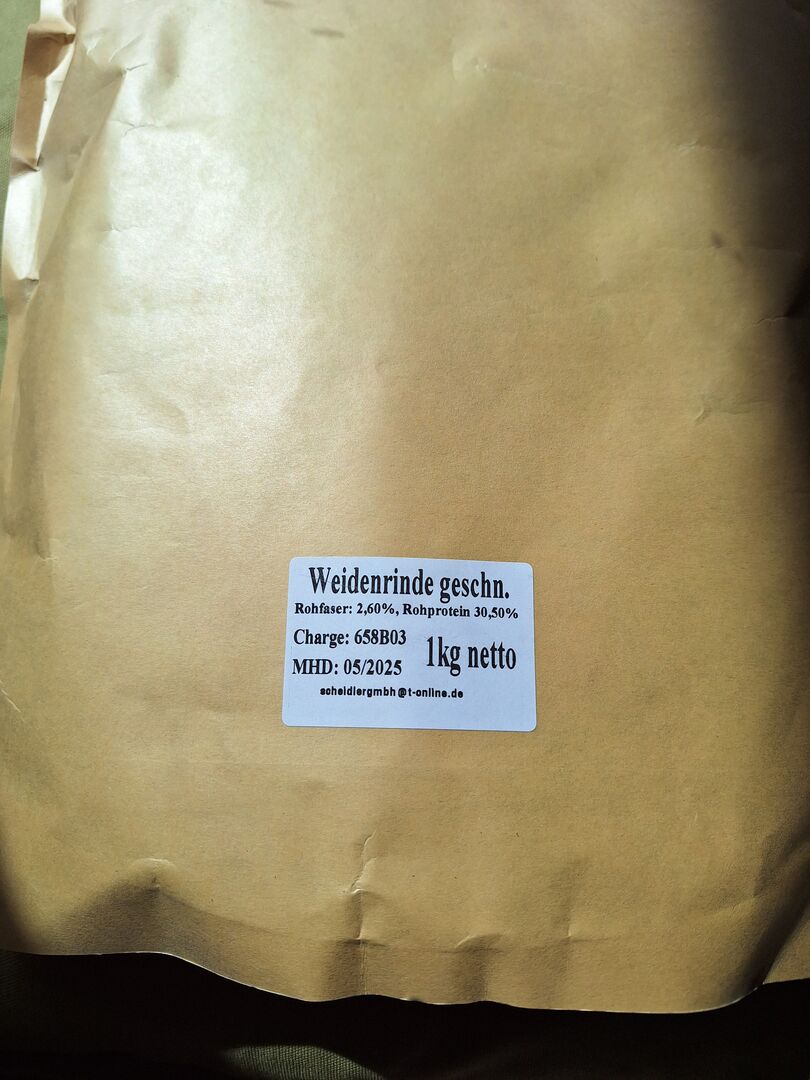 Weidenrinde geschn.
Rohfaser: 2,60%, Rohprotein 30,50%
Charge: 658B03
1kg netto
MHD: 05/2025
scheidlergmbh@t-online.de